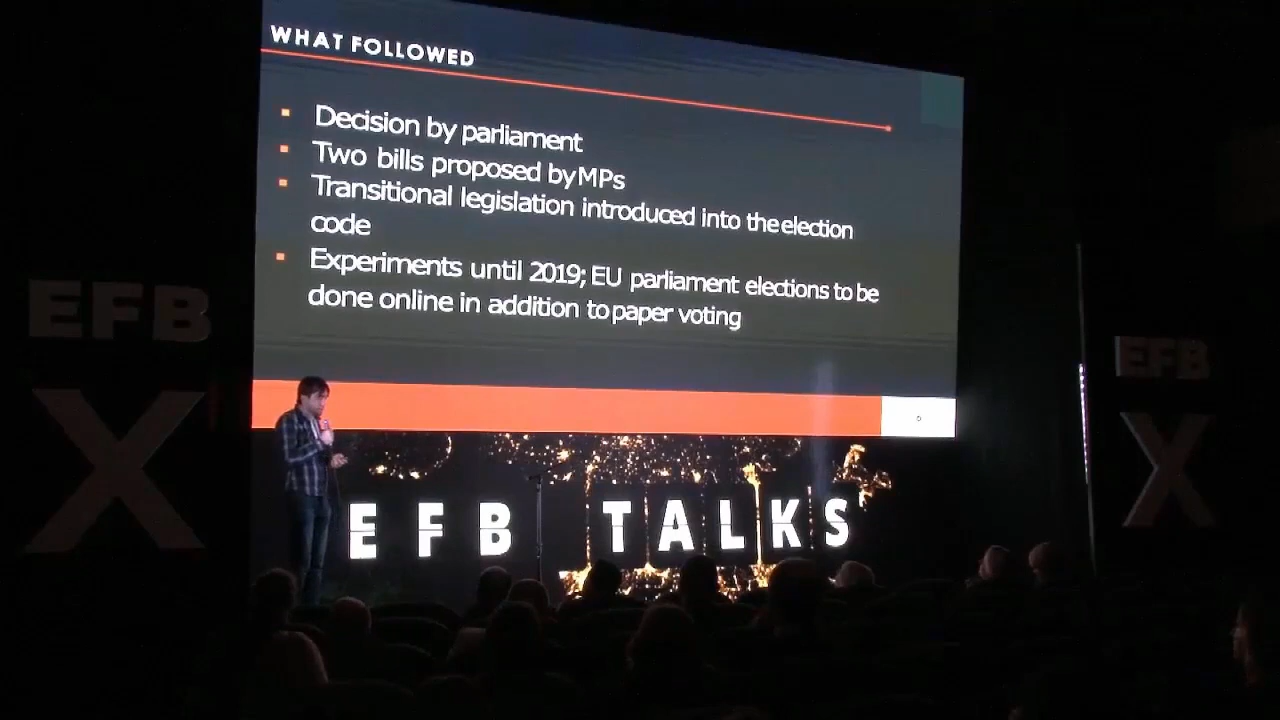 WHAT FOLLOWED
Decision by parliament
Two bills proposed by MPs
Transitional legislation introduced into the election
code
Experiments until 2019; EU parliament elections to be
done online in addition to paper voting
6
EFB
X
EFB TALKS
EFB
X